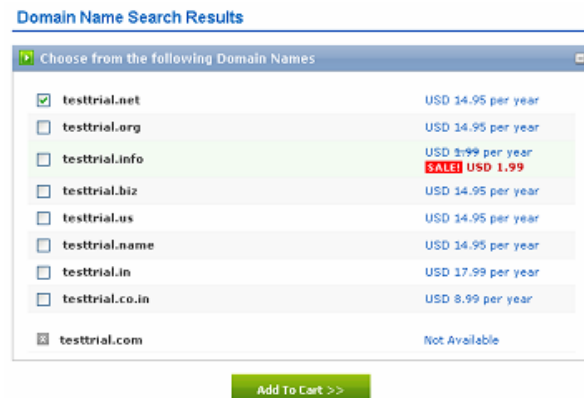 Domain Name Search Results
Choose from the following Domain Names
testtrial.net USD 14.95 per year
testtrial.org USD 14.95 per year
testtrial.info USD 1.99 per year
SALE! USD 1.99
testtrial.biz USD 14.95 per year
testtrial.us USD 14.95 per year
testtrial.name USD 14.95 per year
testtrial.in USD 17.99 per year
testtrial.co.in USD 8.99 per year
testtrial.com Not Available
Add To Cart >>